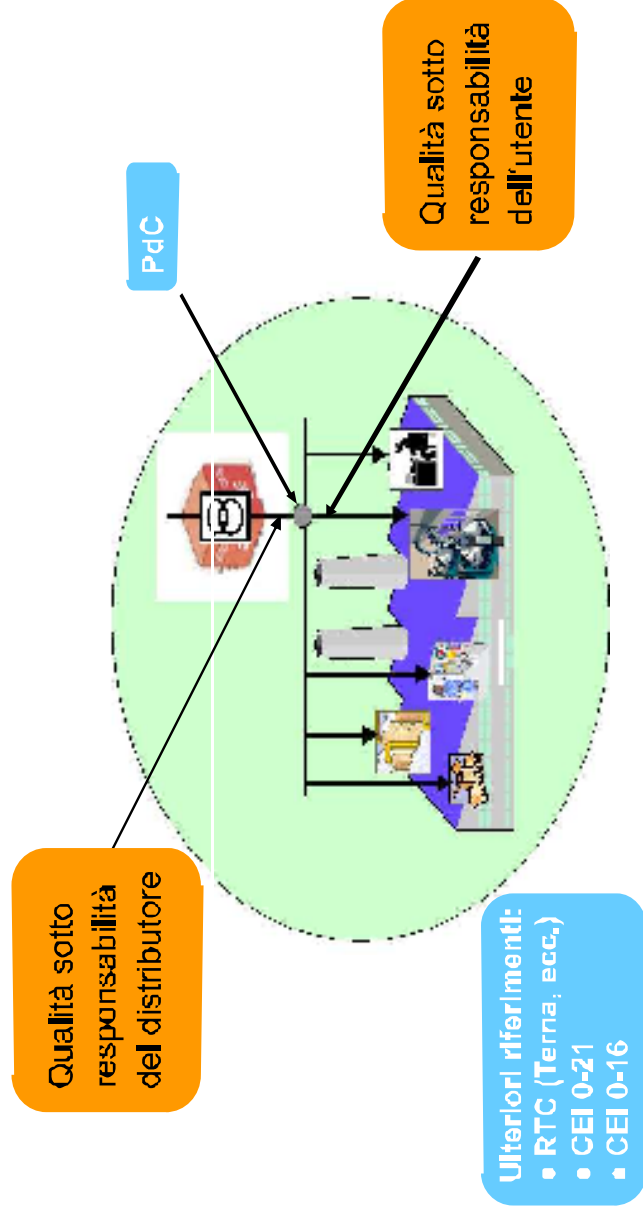 Qualità sotto
responsabilità
del distributore
PdC
Qualità sotto
responsabilità
dell'utente
Ulteriori riferimenti:
• RTC (Terna, ecc.)
• CEI 0-21
• CEI 0-16